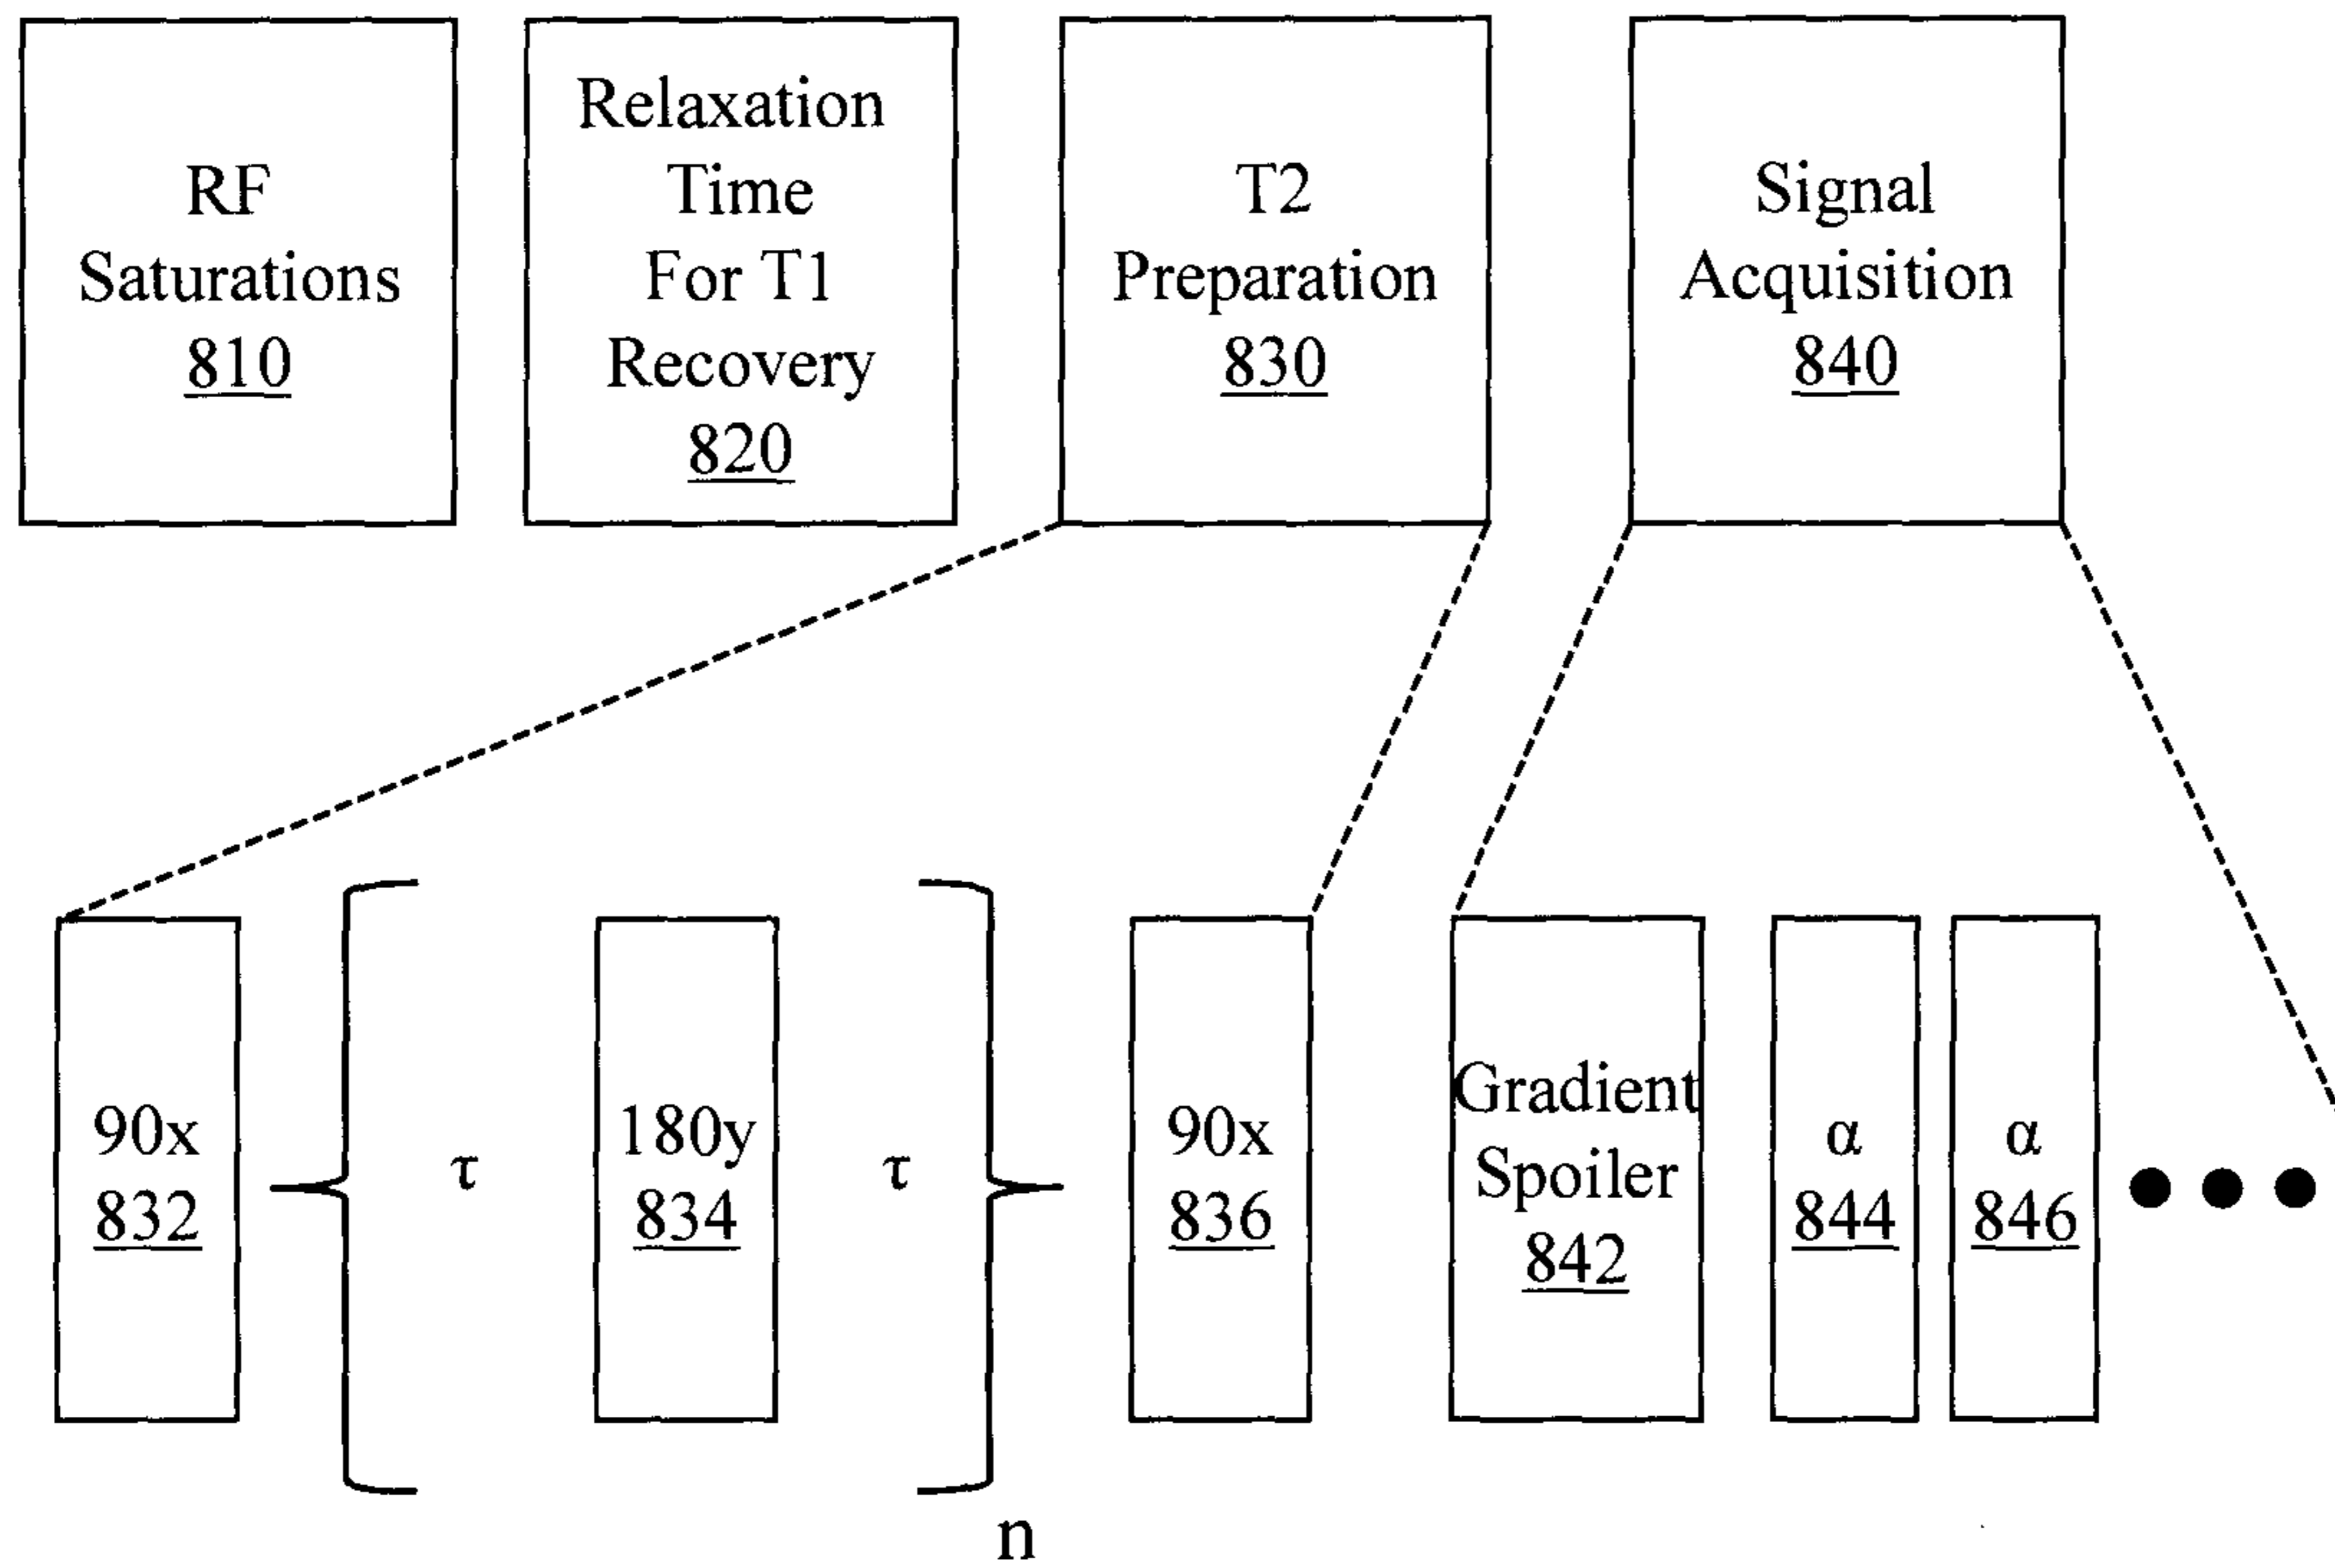 RF
Saturations
810
Relaxation
Time
For T1
Recovery
820
T2
Preparation
830
Signal
Acquisition
840
90x
832
τ
180y
834
τ
n
90x
836
Gradient
Spoiler
842
α
844
α
846